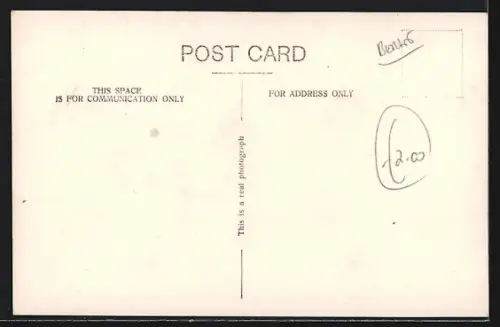 POST CARD
THIS SPACE
IS FOR COMMUNICATION ONLY
FOR ADDRESS ONLY
This is a real photograph
£2.00